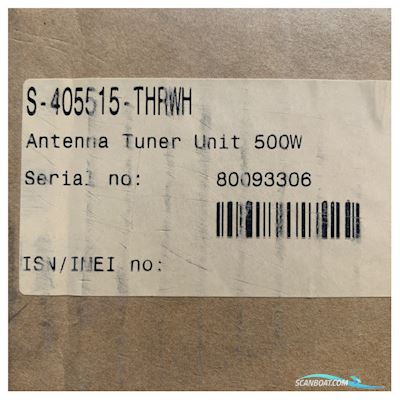 S-405515-THRWH
Antenna Tuner Unit 500W
Serial no: 80093306
ISN/IMEI no:
SCANBOAT.COM